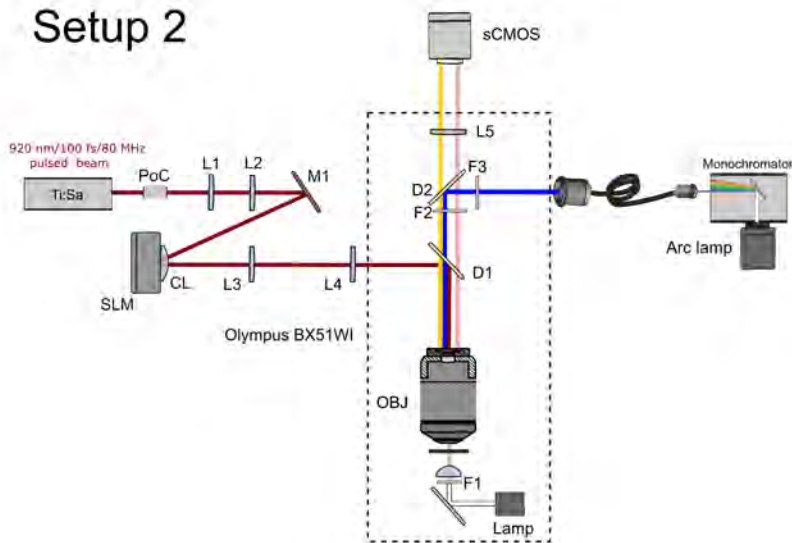 Setup 2
sCMOS
920 nm/100 fs/80 MHz
pulsed beam
PoC
L1
L2
M1
L5
F3
D2
Monochromator
Ti:Sa
F2
Arc lamp
D1
CL
SLM
L3
L4
Olympus BX51WI
OBJ
F1
Lamp